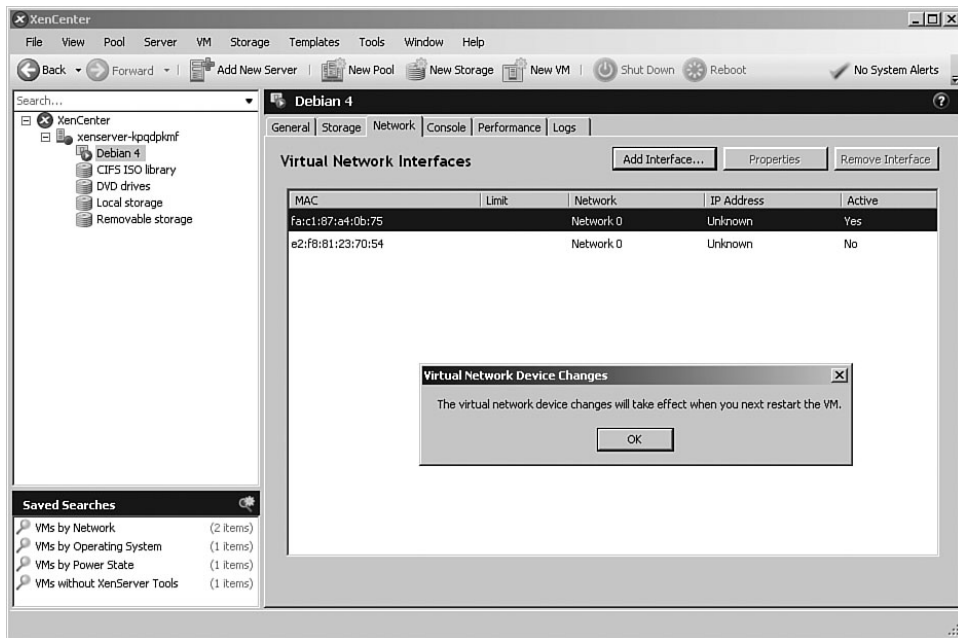 XenCenter
File View Pool Server VM Storage Templates Tools Window Help
Back Forward Add New Server New Pool New Storage New VM Shut Down Reboot No System Alerts
Search...
XenCenter
xenserver-kpqdpkmf
Debian 4
CIFS ISO library
DVD drives
Local storage
Removable storage
Saved Searches
VMs by Network (2 items)
VMs by Operating System (1 items)
VMs by Power State (1 items)
VMs without XenServer Tools (1 items)
Debian 4
General Storage Network Console Performance Logs
Virtual Network Interfaces Add Interface... Properties Remove Interface
MAC Limit Network IP Address Active
fa:c1:87:a4:0b:75 Network 0 Unknown Yes
e2:f8:81:23:70:54 Network 0 Unknown No
Virtual Network Device Changes
The virtual network device changes will take effect when you next restart the VM.
OK